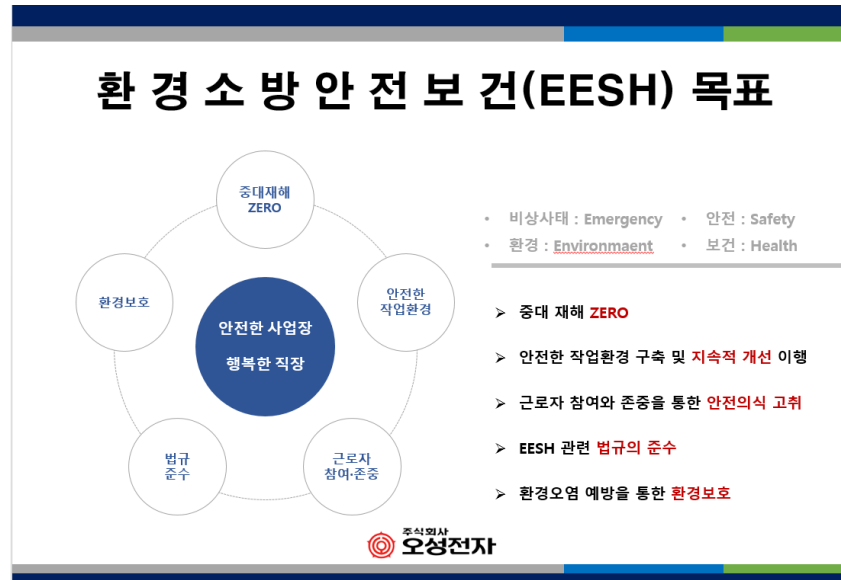 환 경 소 방 안 전 보 건(EESH) 목표
중대재해
ZERO
안전한
작업환경
근로자
참여·존중
법규
준수
환경보호
안전한 사업장
행복한 직장
• 비상사태 : Emergency • 안전 : Safety
• 환경 : Environmaent • 보건 : Health
➢ 중대 재해 ZERO
➢ 안전한 작업환경 구축 및 지속적 개선 이행
➢ 근로자 참여와 존중을 통한 안전의식 고취
➢ EESH 관련 법규의 준수
➢ 환경오염 예방을 통한 환경보호
주식회사
오성전자